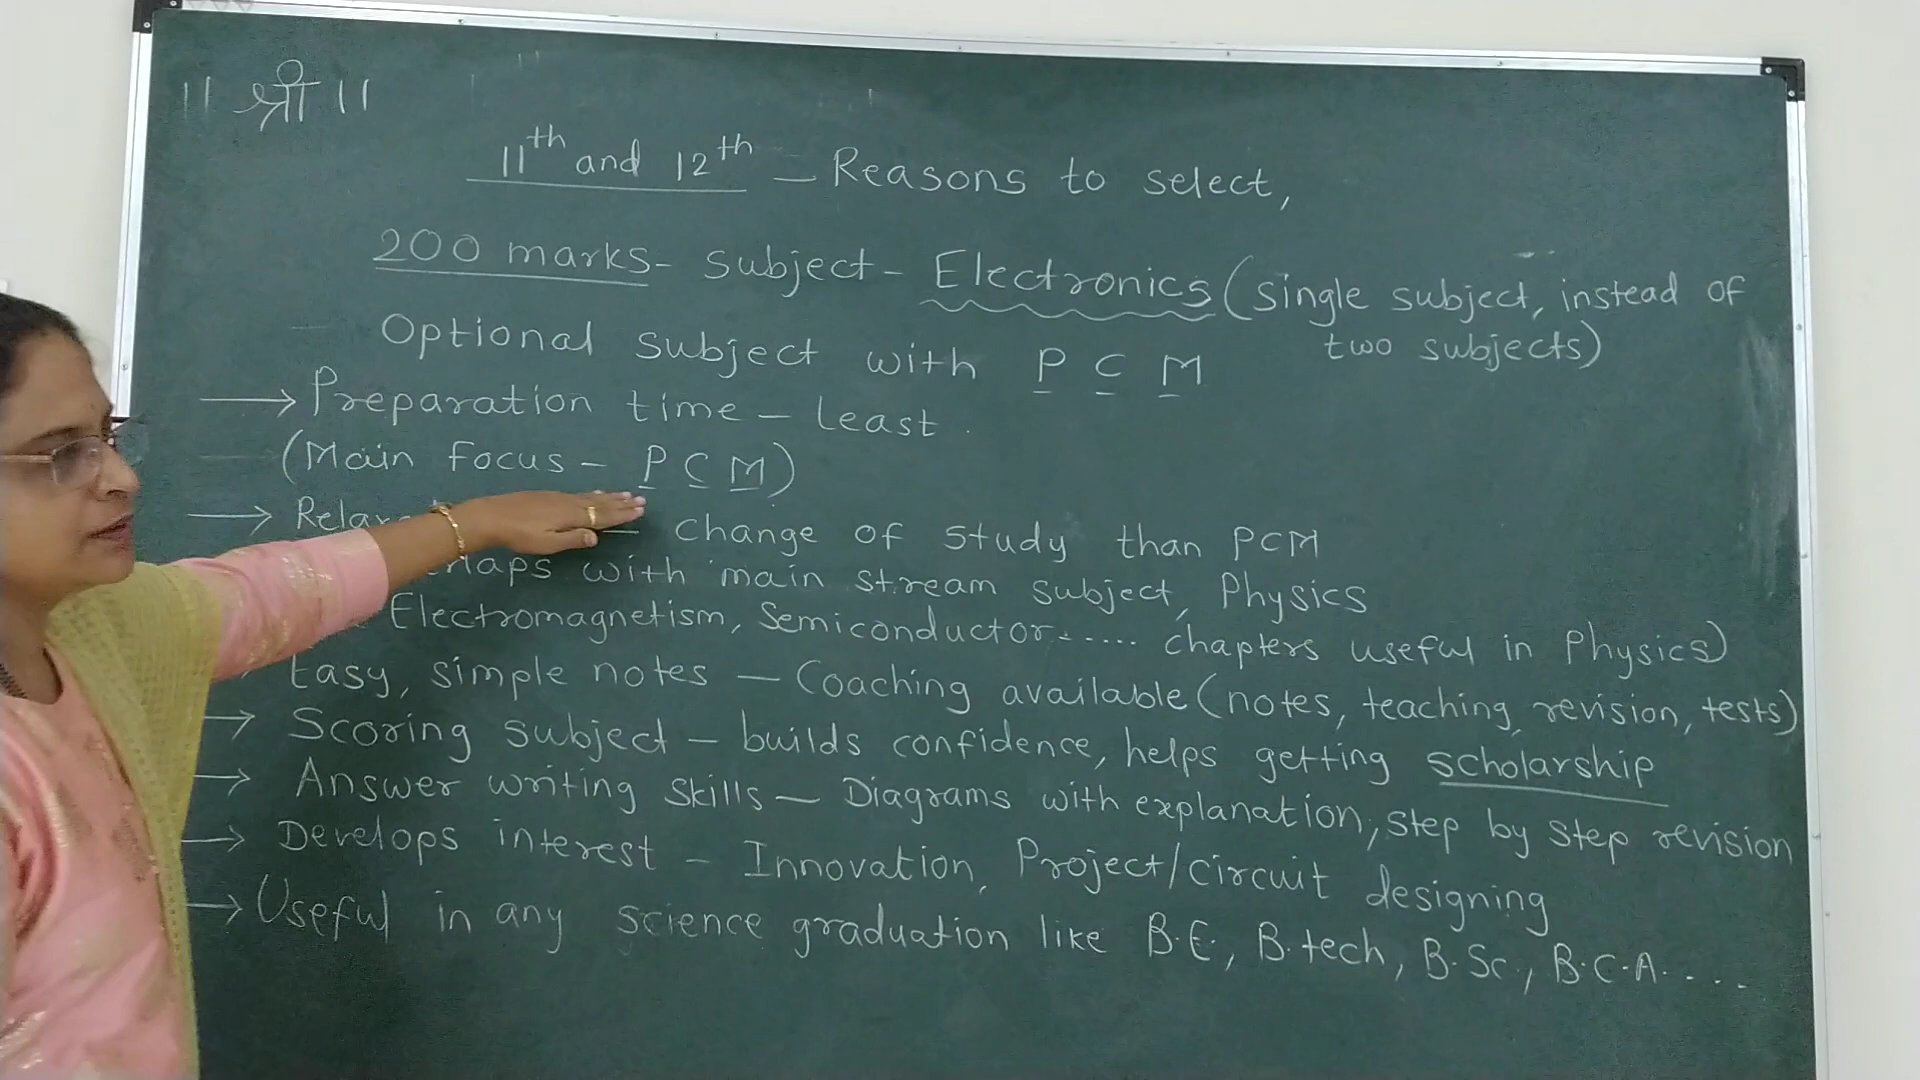 ॥ श्री ॥
11th and 12th - Reasons to select,
200 marks - subject - Electronics (single subject, instead of two subjects)
Optional subject with P C M
→ Preparation time - least.
(Main focus - P C M)
→ - change of study than PCM
with main stream subject, Physics
Electromagnetism, Semiconductor..... chapters useful in Physics)
Easy, simple notes - Coaching available (notes, teaching, revision, tests)
→ Scoring subject - builds confidence, helps getting scholarship
→ Answer writing skills - Diagrams with explanation, step by step revision
→ Develops interest - Innovation, Project/circuit designing
→ Useful in any science graduation like B.E., B.tech, B.Sc., B.C.A....